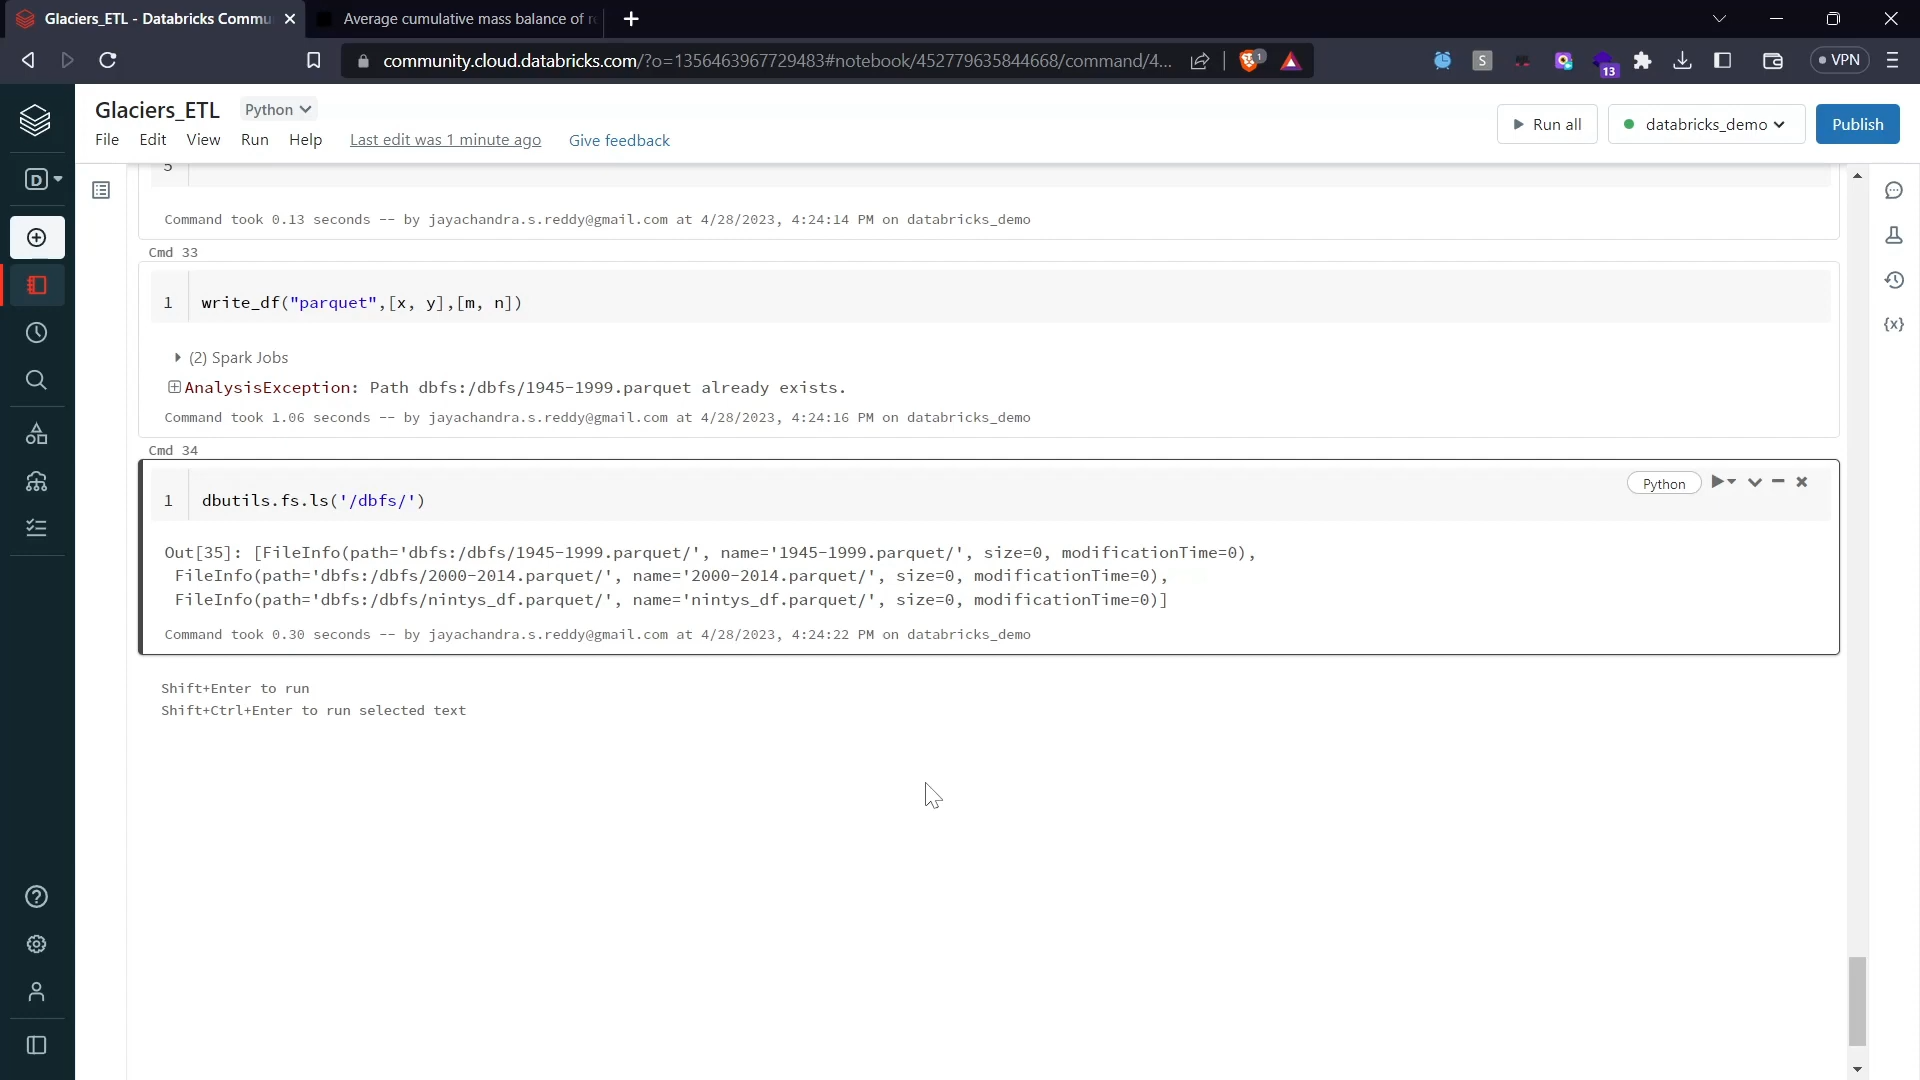 Glaciers_ETL - Databricks Commu
Average cumulative mass balance of
community.cloud.databricks.com/?o=1356463967729483#notebook/452779635844668/command/4...
1
S
13
VPN
Glaciers_ETL
Python
File Edit View Run Help Last edit was 1 minute ago Give feedback
Run all
databricks_demo
Publish
D
5
Command took 0.13 seconds -- by jayachandra.s.reddy@gmail.com at 4/28/2023, 4:24:14 PM on databricks_demo
Cmd 33
1 write_df("parquet",[x, y],[m, n])
(2) Spark Jobs
AnalysisException: Path dbfs:/dbfs/1945-1999.parquet already exists.
Command took 1.06 seconds -- by jayachandra.s.reddy@gmail.com at 4/28/2023, 4:24:16 PM on databricks_demo
Cmd 34
Python
1 dbutils.fs.ls('/dbfs/')
Out[35]: [FileInfo(path='dbfs:/dbfs/1945-1999.parquet/', name='1945-1999.parquet/', size=0, modificationTime=0),
FileInfo(path='dbfs:/dbfs/2000-2014.parquet/', name='2000-2014.parquet/', size=0, modificationTime=0),
FileInfo(path='dbfs:/dbfs/nintys_df.parquet/', name='nintys_df.parquet/', size=0, modificationTime=0)]
Command took 0.30 seconds -- by jayachandra.s.reddy@gmail.com at 4/28/2023, 4:24:22 PM on databricks_demo
Shift+Enter to run
Shift+Ctrl+Enter to run selected text
{x}